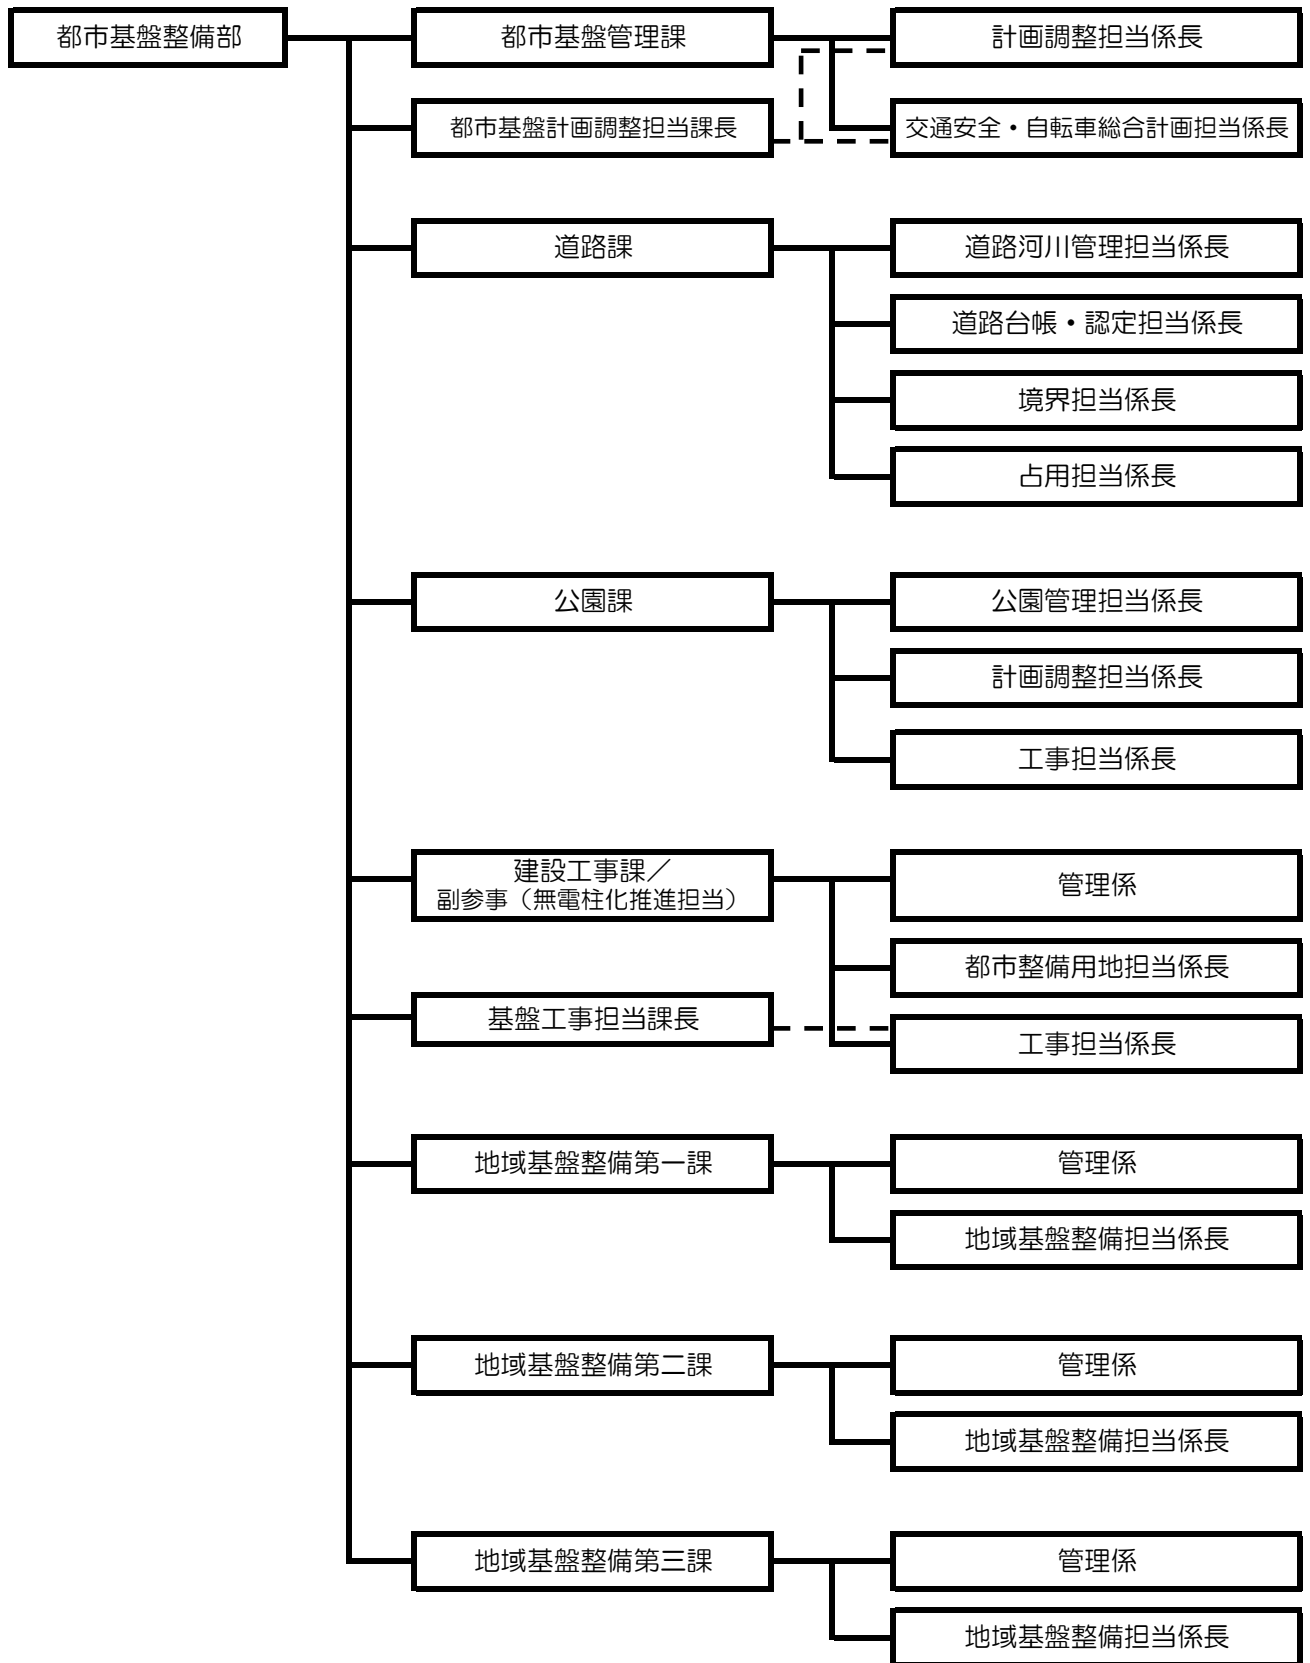 都市基盤整備部
都市基盤管理課
計画調整担当係長
都市基盤計画調整担当課長
交通安全・自転車総合計画担当係長
道路課
道路河川管理担当係長
道路台帳・認定担当係長
境界担当係長
占用担当係長
公園課
公園管理担当係長
計画調整担当係長
工事担当係長
建設工事課／
副参事（無電柱化推進担当）
管理係
都市整備用地担当係長
基盤工事担当課長
工事担当係長
地域基盤整備第一課
管理係
地域基盤整備担当係長
地域基盤整備第二課
管理係
地域基盤整備担当係長
地域基盤整備第三課
管理係
地域基盤整備担当係長